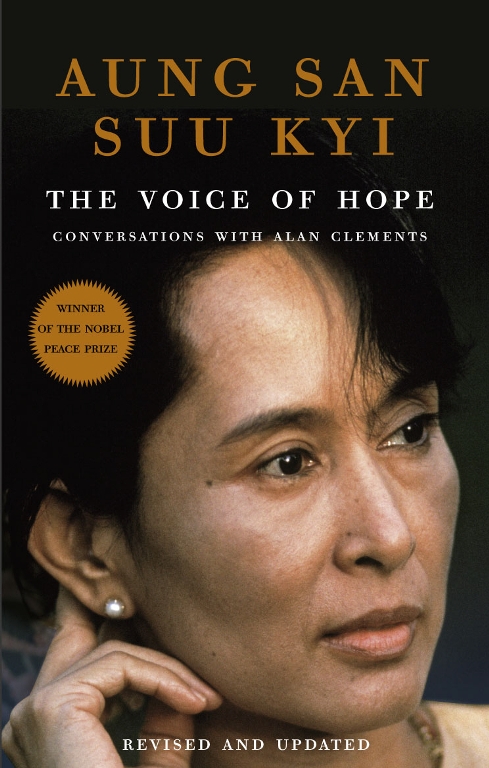 AUNG SAN
SUU KYI
THE VOICE OF HOPE
CONVERSATIONS WITH ALAN CLEMENTS
WINNER
OF THE NOBEL
PEACE PRIZE
REVISED AND UPDATED